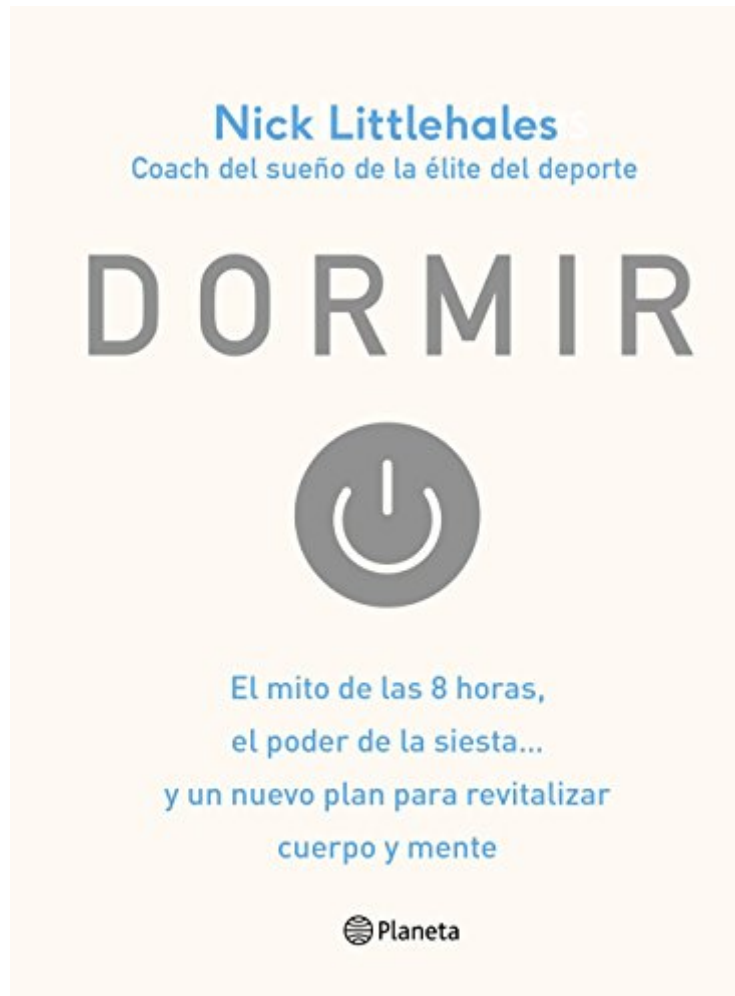 Nick Littlehales
Coach del sueño de la élite del deporte
DORMIR
El mito de las 8 horas,
el poder de la siesta...
y un nuevo plan para revitalizar
cuerpo y mente
Planeta